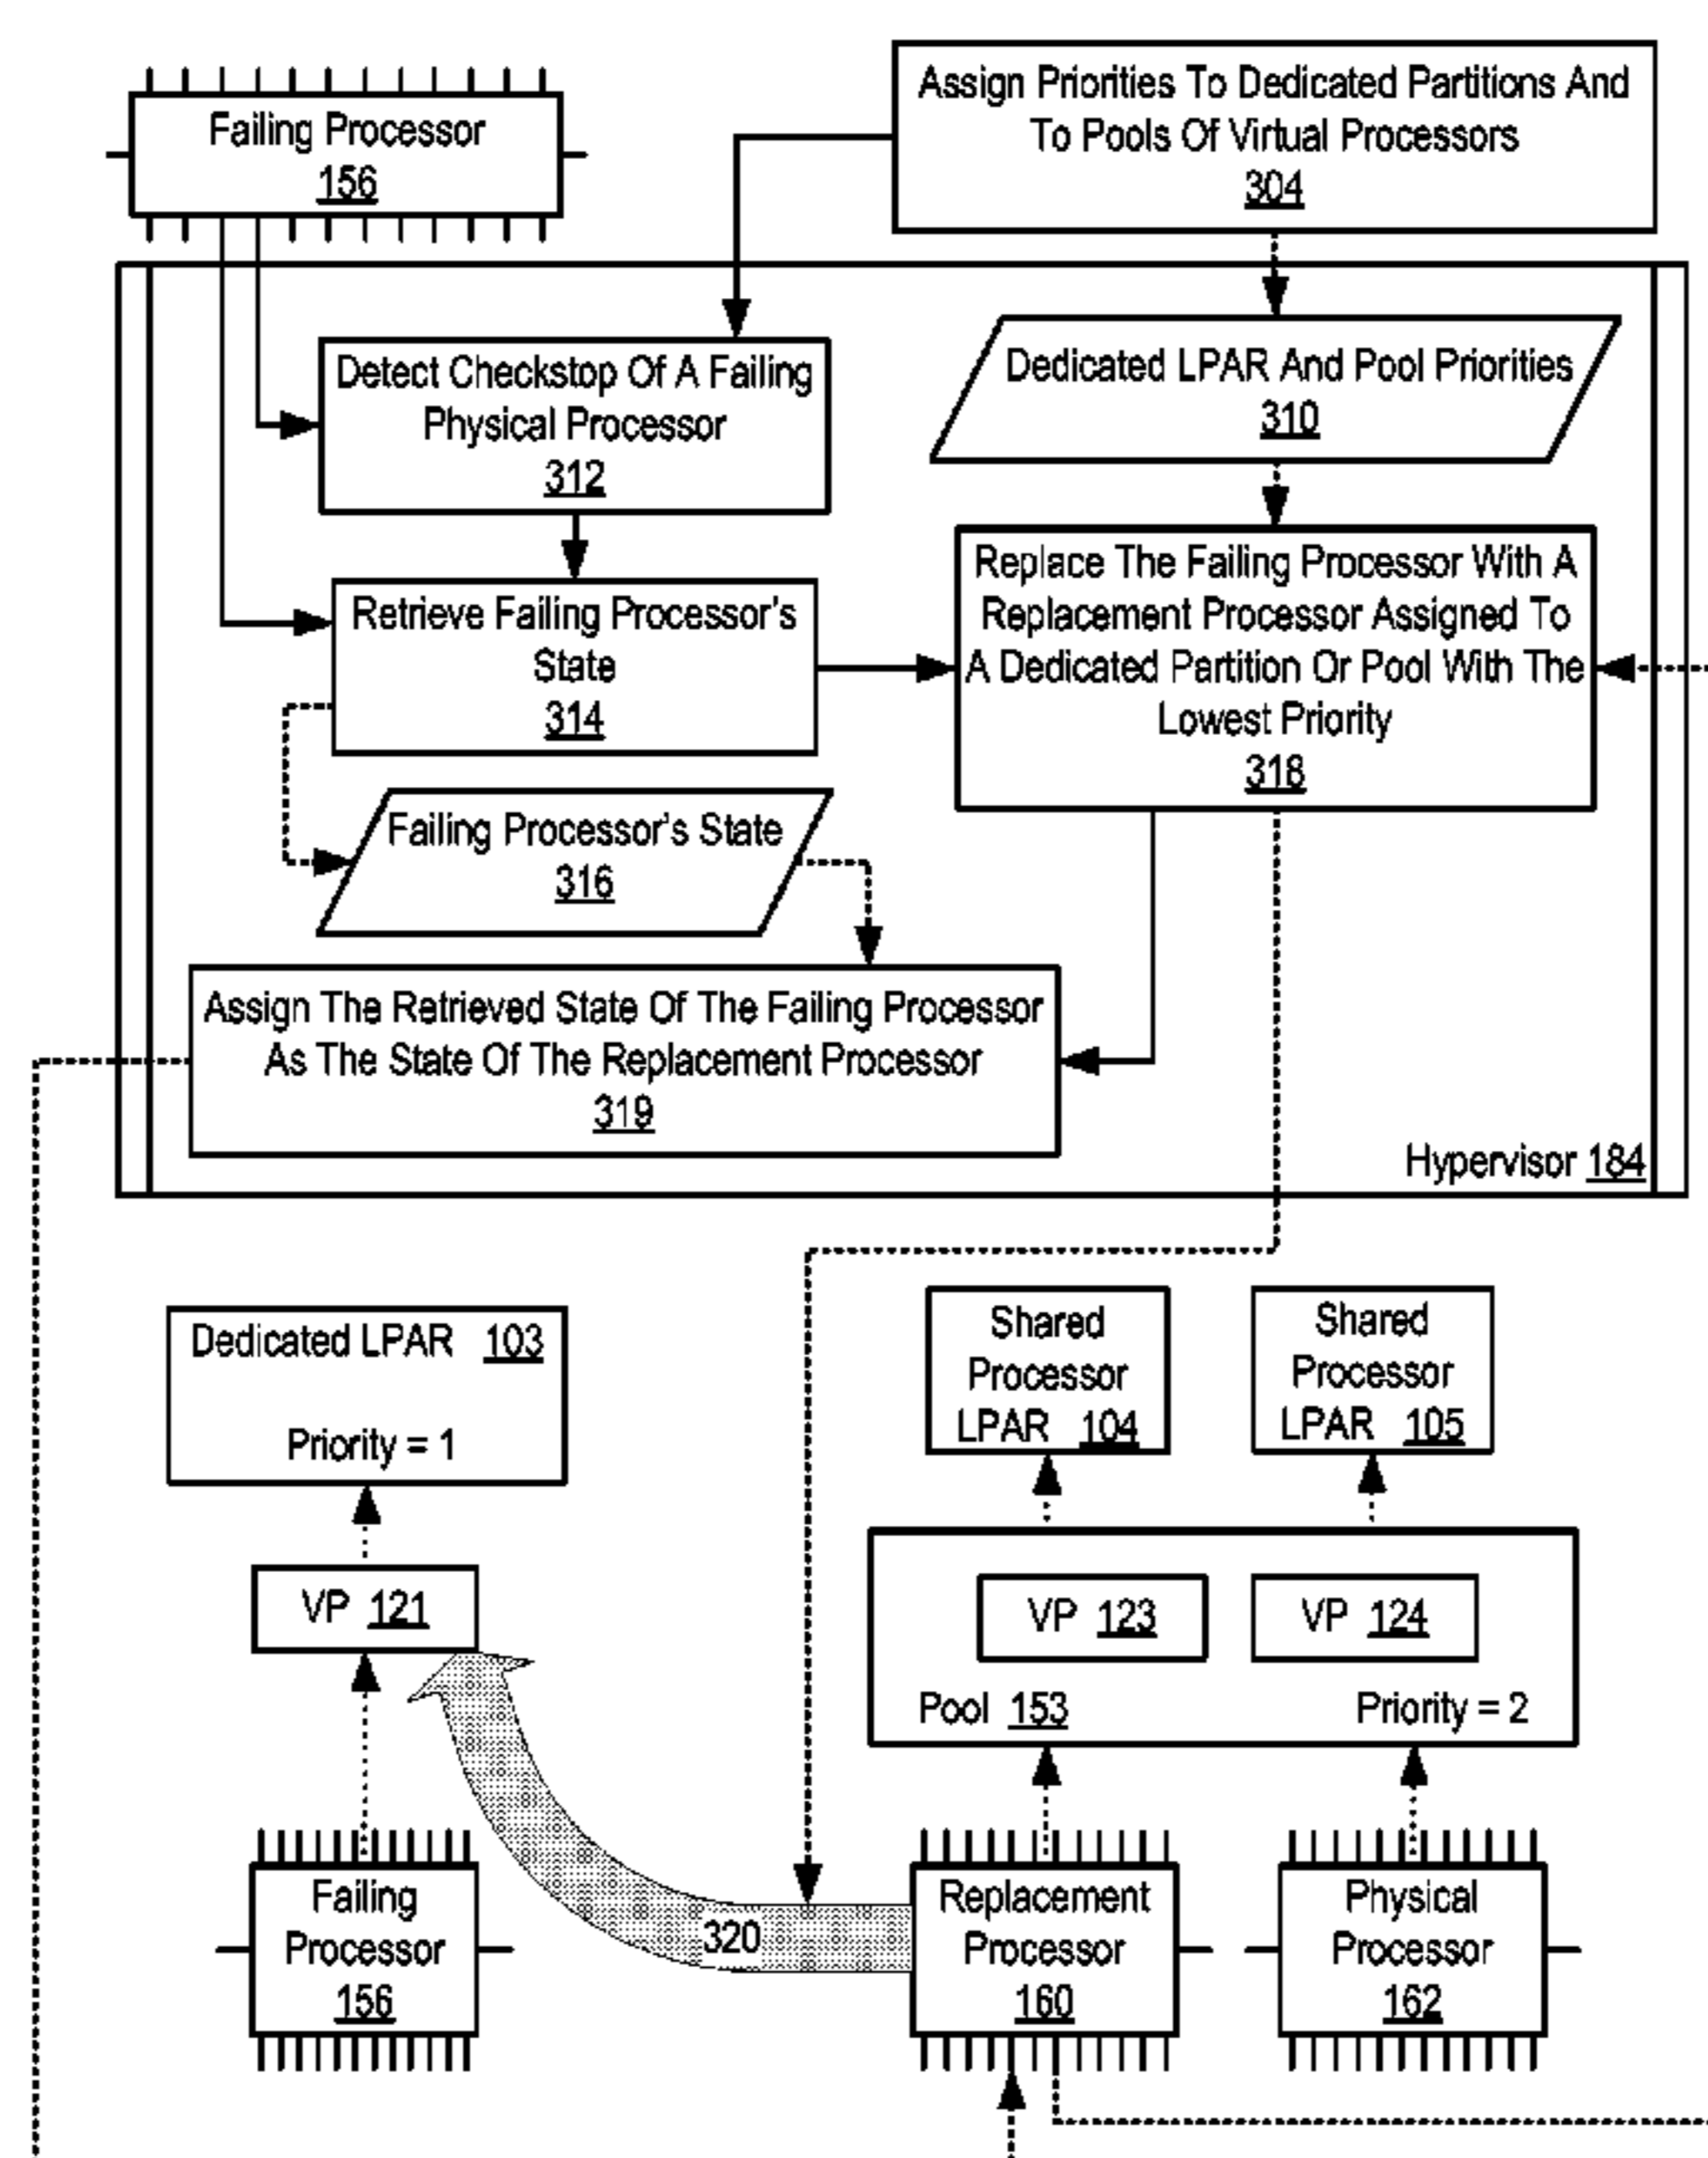 Failing Processor
156
Assign Priorities To Dedicated Partitions And
To Pools Of Virtual Processors
304
Detect Checkstop Of A Failing
Physical Processor
312
Dedicated LPAR And Pool Priorities
310
Retrieve Failing Processor's
State
314
Replace The Failing Processor With A
Replacement Processor Assigned To
A Dedicated Partition Or Pool With The
Lowest Priority
318
Failing Processor's State
316
Assign The Retrieved State Of The Failing Processor
As The State Of The Replacement Processor
319
Hypervisor 184
Dedicated LPAR 103
Priority = 1
Shared
Processor
LPAR 104
Shared
Processor
LPAR 105
VP 121
VP 123
VP 124
Pool 153
Priority = 2
Failing
Processor
156
320
Replacement
Processor
160
Physical
Processor
162